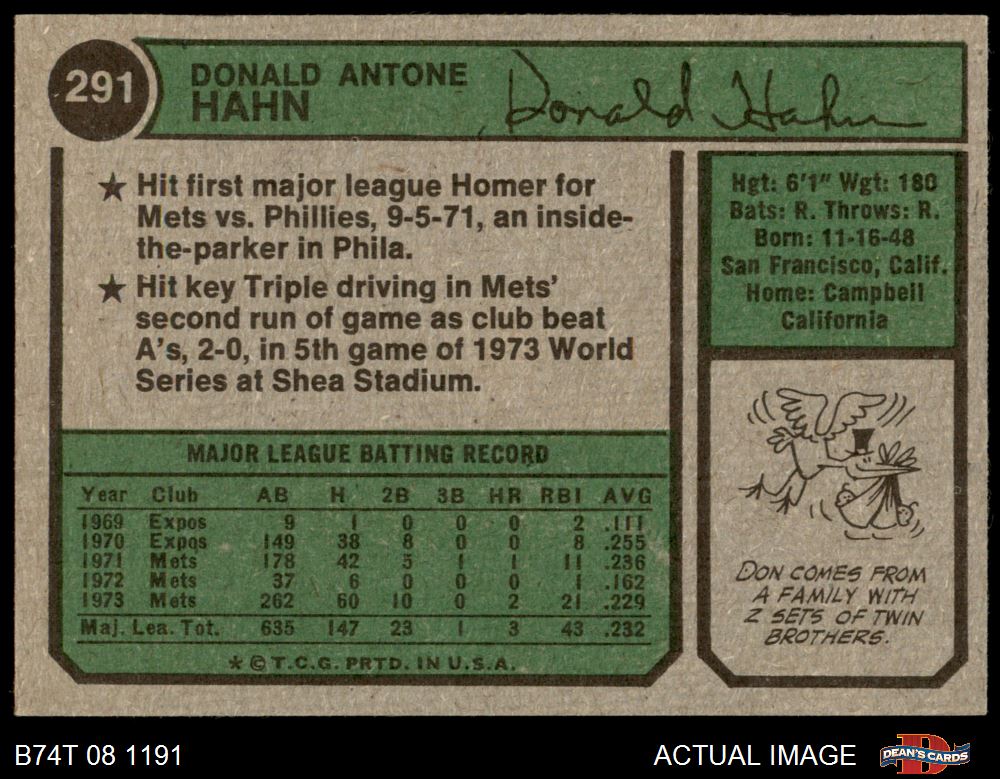 291
DONALD ANTONE
HAHN
Donald Hahn
★ Hit first major league Homer for
Mets vs. Phillies, 9-5-71, an inside-
the-parker in Phila.
★ Hit key Triple driving in Mets'
second run of game as club beat
A's, 2-0, in 5th game of 1973 World
Series at Shea Stadium.
Hgt: 6'1" Wgt: 180
Bats: R. Throws: R.
Born: 11-16-48
San Francisco, Calif.
Home: Campbell
California
MAJOR LEAGUE BATTING RECORD
Year Club AB H 2B 3B HR RBI AVG
1969 Expos 9 1 0 0 0 2 .111
1970 Expos 149 38 8 0 0 8 .255
1971 Mets 178 42 5 1 1 11 .236
1972 Mets 37 6 0 0 0 1 .162
1973 Mets 262 60 10 0 2 21 .229
Maj. Lea. Tot. 635 147 23 1 3 43 .232
★ © T.C.G. PRTD. IN U.S.A.
DON COMES FROM
A FAMILY WITH
2 SETS OF TWIN
BROTHERS.
B74T 08 1191
ACTUAL IMAGE
D
DEAN'S CARDS